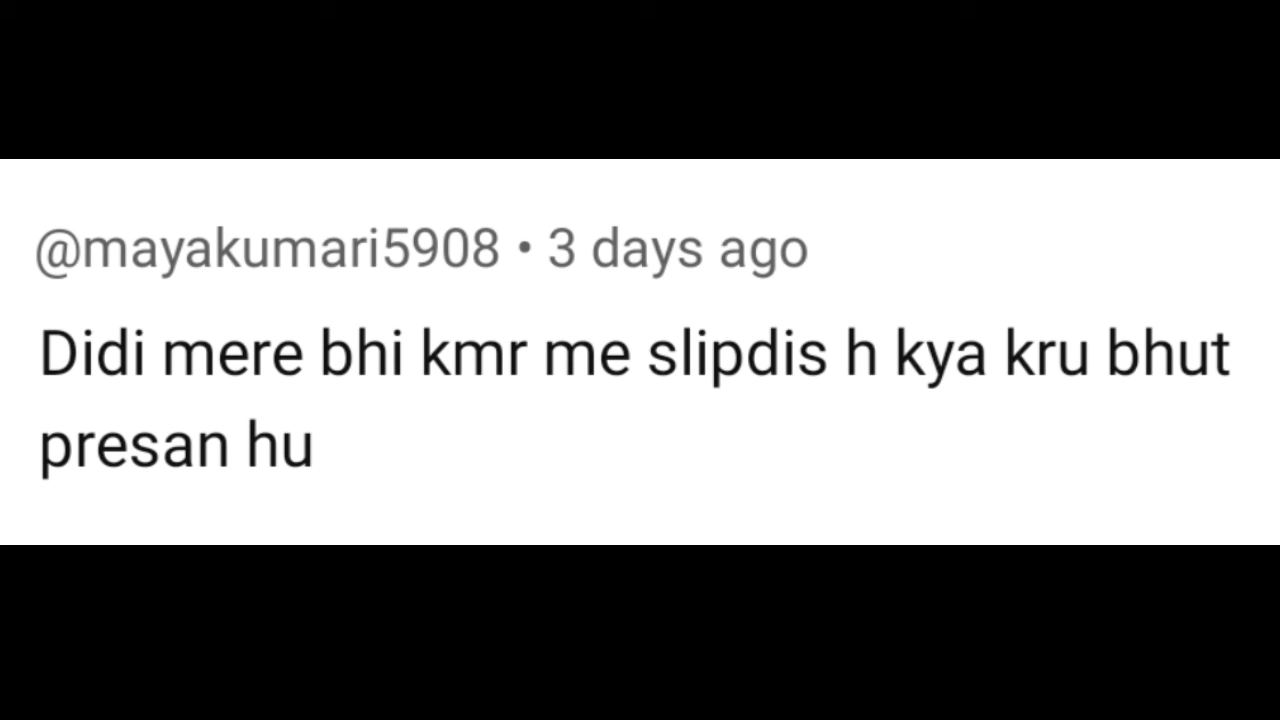 @mayakumari5908 • 3 days ago
Didi mere bhi kmr me slipdis h kya kru bhut
presan hu